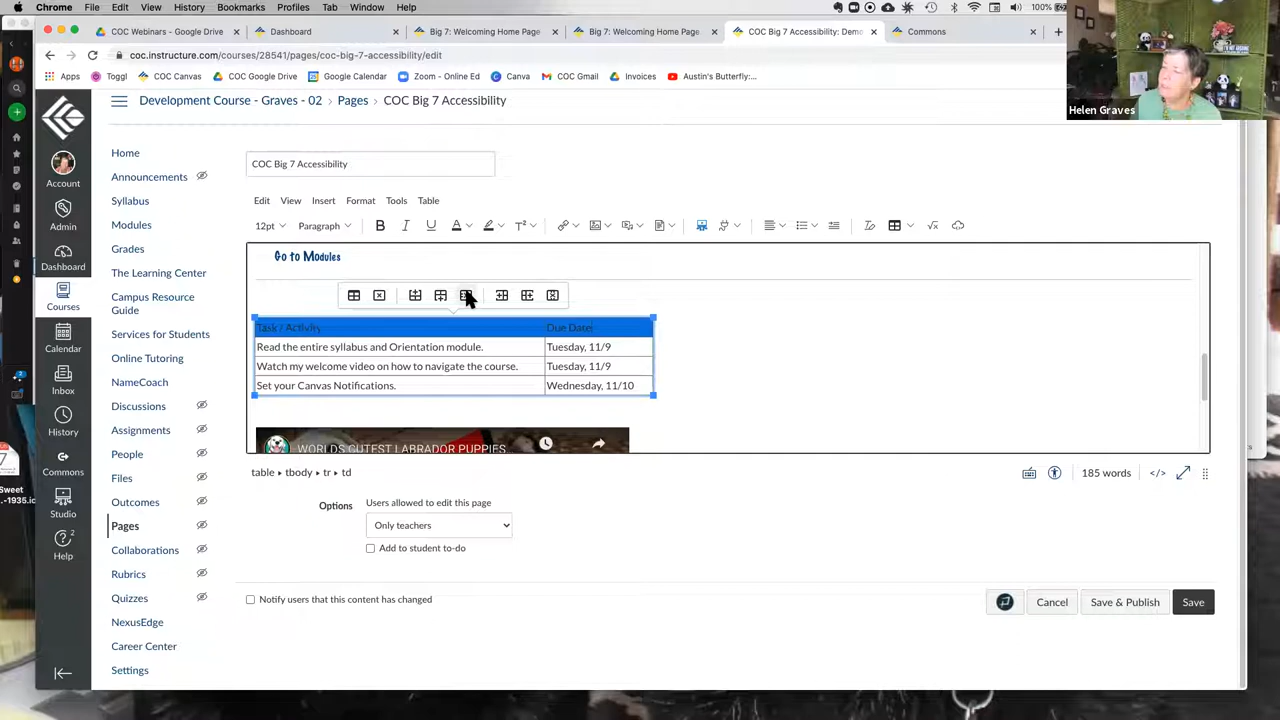 Chrome File Edit View History Bookmarks Profiles Tab Window Help 100%
COC Webinars - Google Drive Dashboard Big 7: Welcoming Home Page Big 7: Welcoming Home Page COC Big 7 Accessibility: Demo Commons
coc.instructure.com/courses/28541/pages/coc-big-7-accessibility/edit
Apps Toggl COC Canvas COC Google Drive Google Calendar Zoom - Online Ed Canva COC Gmail Invoices Austin's Butterfly:...
Helen Graves
Development Course - Graves - 02 › Pages › COC Big 7 Accessibility
Account
Admin
Dashboard
Courses
Calendar
Inbox
History
Commons
Studio
2
Help
Home
Announcements
Syllabus
Modules
Grades
The Learning Center
Campus Resource
Guide
Services for Students
Online Tutoring
NameCoach
Discussions
Assignments
People
Files
Outcomes
Pages
Collaborations
Rubrics
Quizzes
NexusEdge
Career Center
Settings
COC Big 7 Accessibility
Edit View Insert Format Tools Table
12pt Paragraph
Go to Modules
Task / Activity Due Date
Read the entire syllabus and Orientation module. Tuesday, 11/9
Watch my welcome video on how to navigate the course. Tuesday, 11/9
Set your Canvas Notifications. Wednesday, 11/10
WORLDS CUTEST LABRADOR PUPPIES...
table ▸ tbody ▸ tr ▸ td 185 words </>
Options Users allowed to edit this page
Only teachers
Add to student to-do
Notify users that this content has changed
Cancel Save & Publish Save
Sweet
.-1935.ic